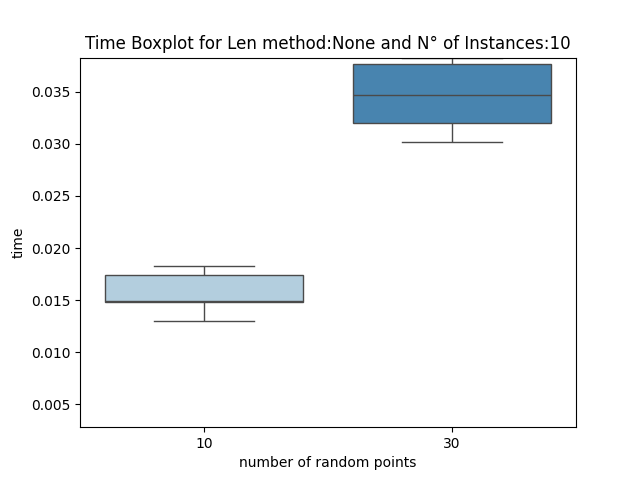 Time Boxplot for Len method:None and N° of Instances:10
0.035
0.030
0.025
0.020
0.015
0.010
0.005
time
10 30
number of random points